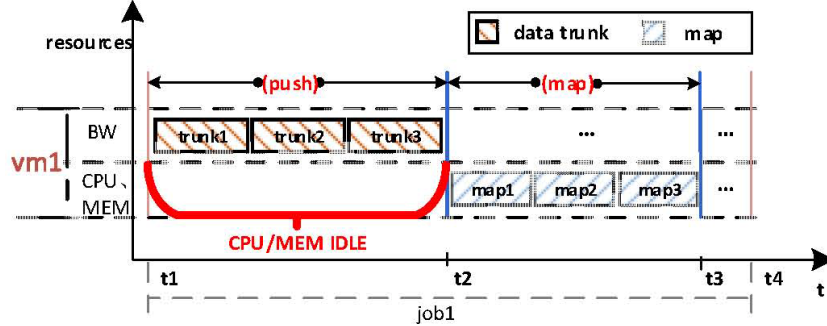 resources
data trunk
map
(push)
(map)
vm1
BW
trunk1
trunk2
trunk3
...
...
CPU、
MEM
map1
map2
map3
...
CPU/MEM IDLE
t1
t2
t3
t4
t
job1